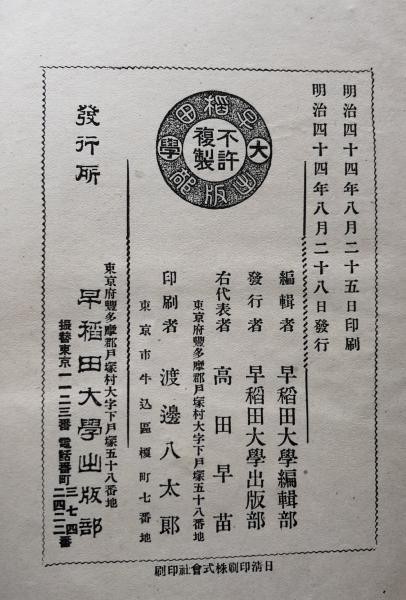 明治四十四年八月二十五日印刷
明治四十四年八月二十八日發行
早稻田大學出版部
不許複製
編輯者 早稻田大學編輯部
發行者 早稻田大學出版部
右代表者 高田早苗
東京府豐多摩郡戸塚村大字下戸塚五十八番地
印刷者 渡邊八太郎
東京市牛込區榎町七番地
發行所
東京府豐多摩郡戸塚村大字下戸塚五十八番地
早稻田大學出版部
振替東京一一二三番 電話番町三七四 二四二二番
日清印刷株式會社印刷